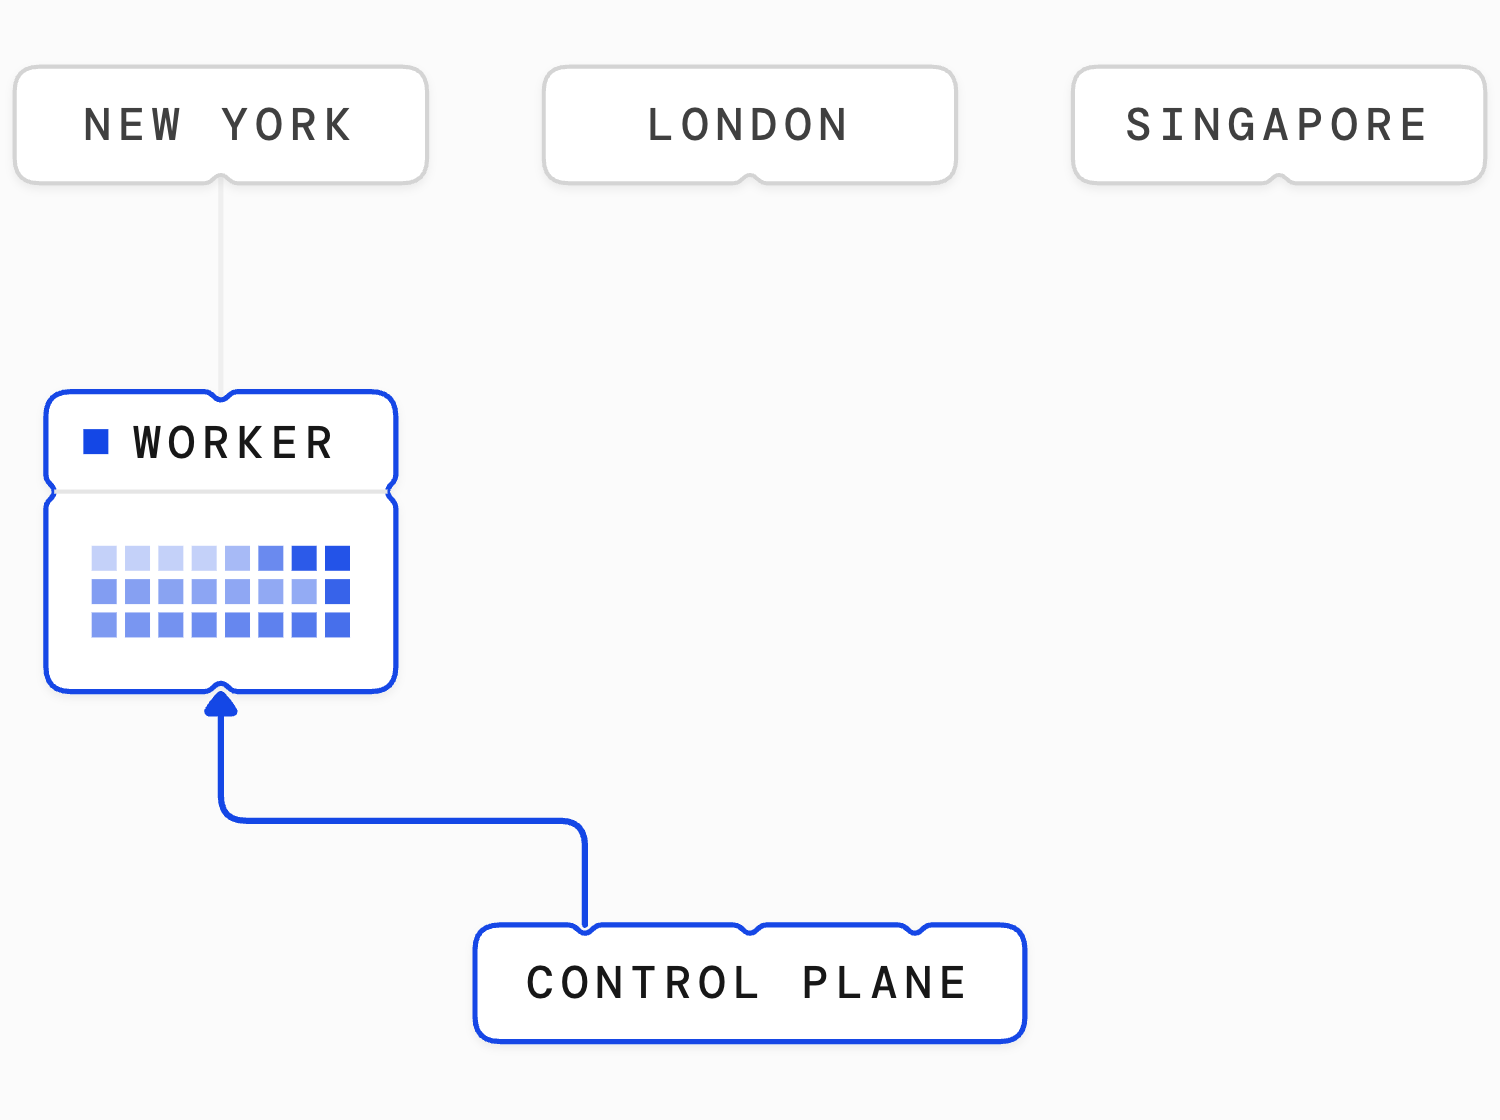 NEW YORK
LONDON
SINGAPORE
WORKER
CONTROL PLANE